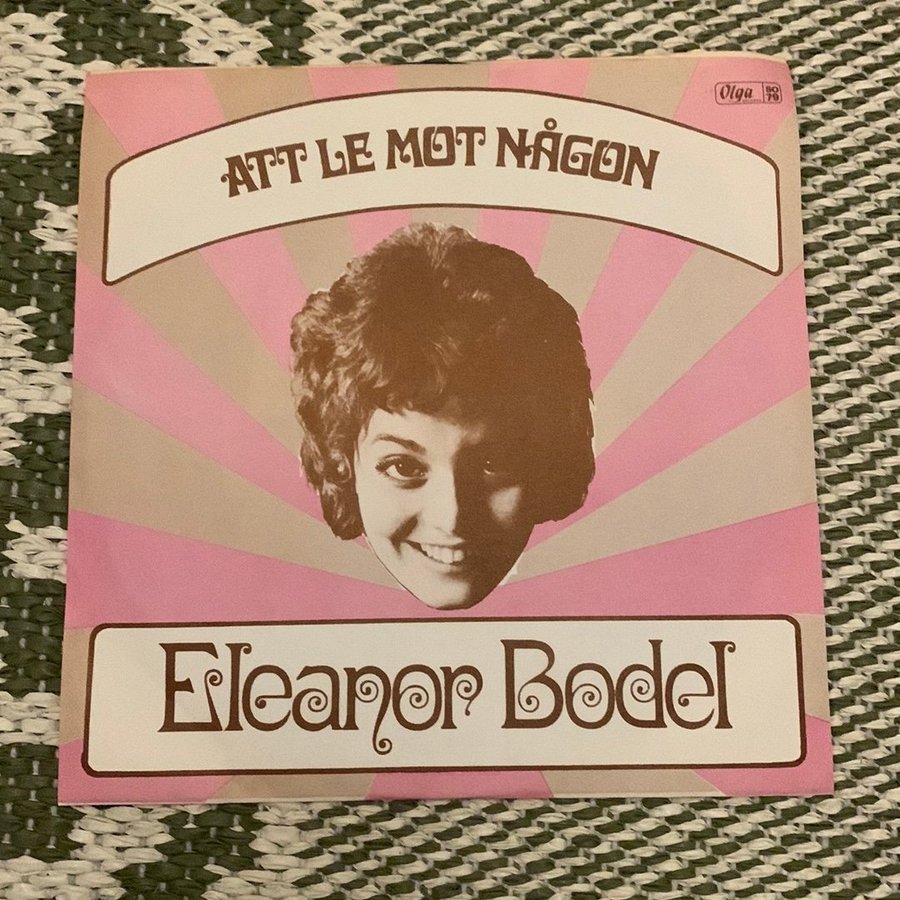 Olga SO
79
ATT LE MOT NÅGON
Eleanor Bodel